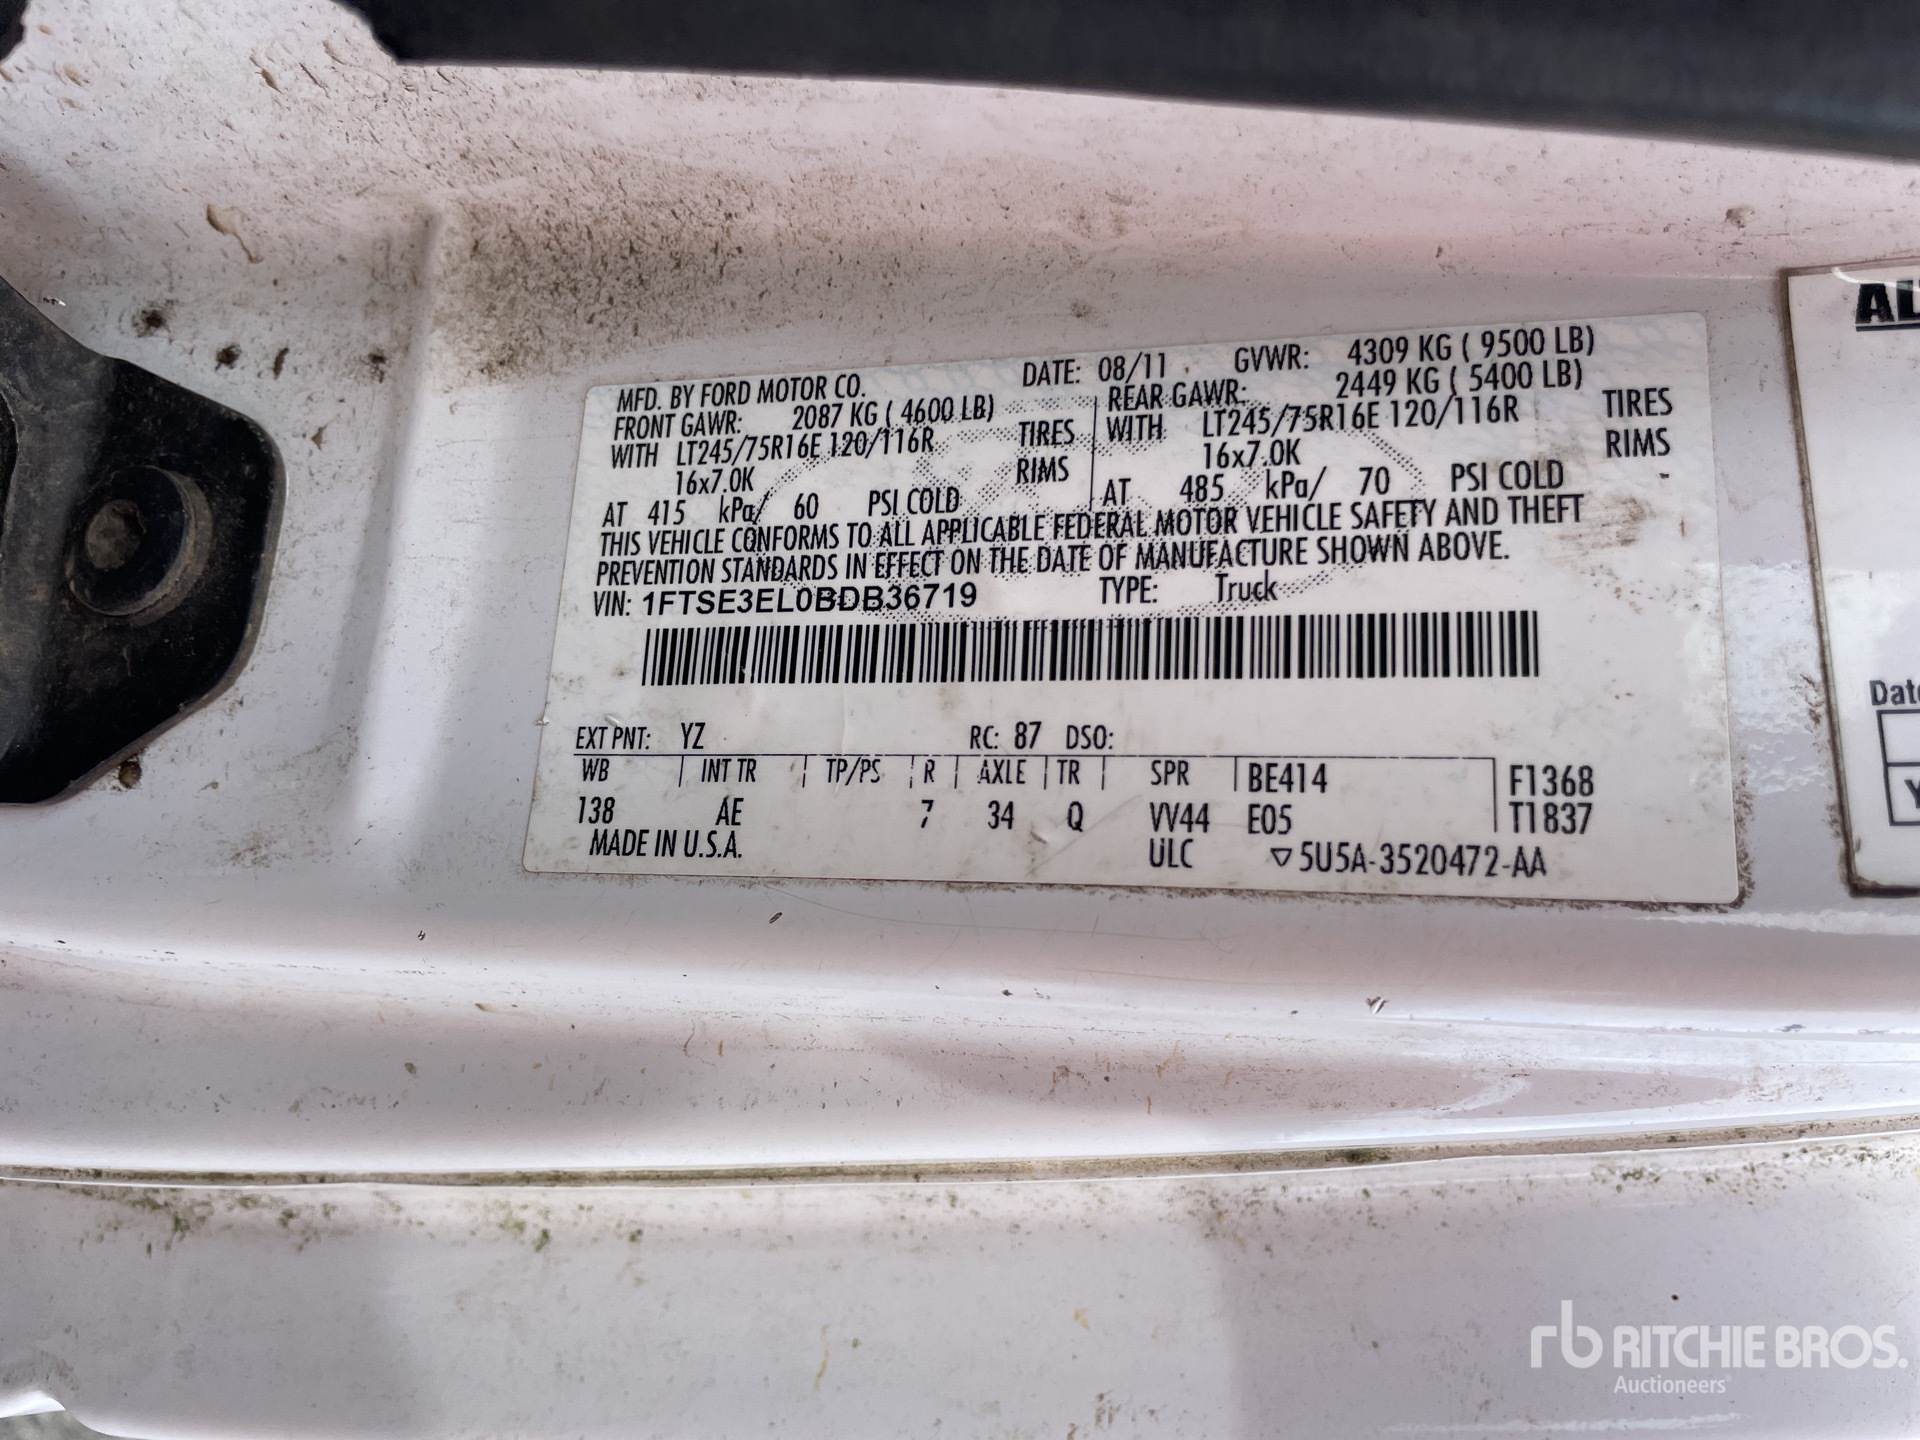 MFD. BY FORD MOTOR CO. DATE: 08/11 GVWR: 4309 KG ( 9500 LB)
FRONT GAWR: 2087 KG ( 4600 LB) REAR GAWR: 2449 KG ( 5400 LB)
WITH LT245/75R16E 120/116R TIRES WITH LT245/75R16E 120/116R TIRES
16x7.0K RIMS 16x7.0K RIMS
AT 415 kPa/ 60 PSI COLD AT 485 kPa/ 70 PSI COLD
THIS VEHICLE CONFORMS TO ALL APPLICABLE FEDERAL MOTOR VEHICLE SAFETY AND THEFT
PREVENTION STANDARDS IN EFFECT ON THE DATE OF MANUFACTURE SHOWN ABOVE.
VIN: 1FTSE3EL0BDB36719 TYPE: Truck
EXT PNT: YZ RC: 87 DSO:
WB INT TR TP/PS R AXLE TR SPR BE414 F1368
138 AE 7 34 Q VV44 E05 T1837
MADE IN U.S.A. ULC ▽5U5A-3520472-AA
AL
Date
Y
rb RITCHIE BROS.
Auctioneers